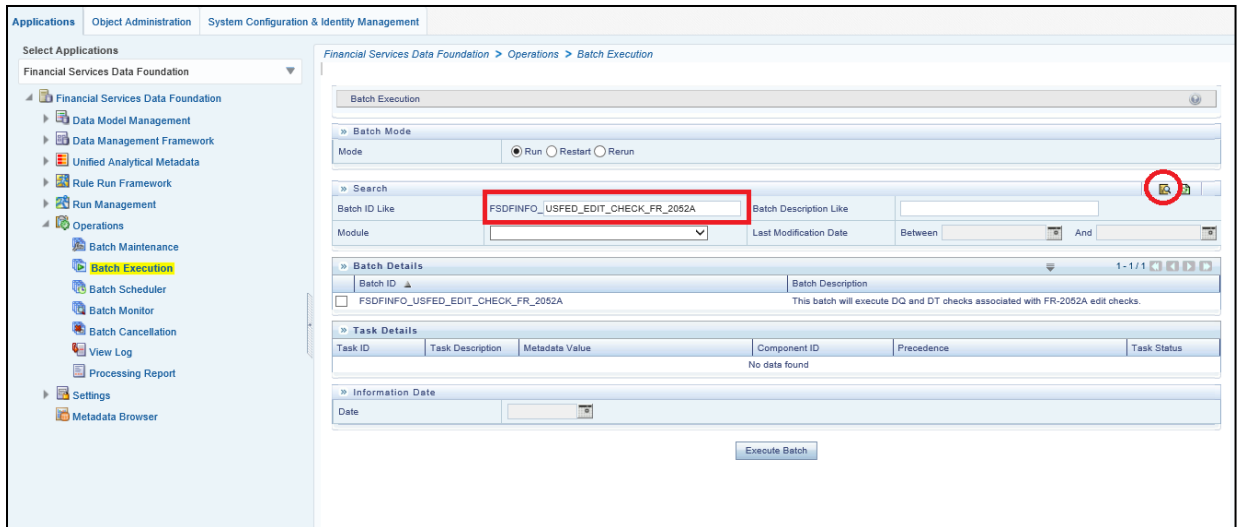 Applications Object Administration System Configuration & Identity Management
Select Applications
Financial Services Data Foundation
Financial Services Data Foundation
Data Model Management
Data Management Framework
Unified Analytical Metadata
Rule Run Framework
Run Management
Operations
Batch Maintenance
Batch Execution
Batch Scheduler
Batch Monitor
Batch Cancellation
View Log
Processing Report
Settings
Metadata Browser
Financial Services Data Foundation > Operations > Batch Execution
Batch Execution
» Batch Mode
Mode Run Restart Rerun
» Search
Batch ID Like FSDFINFO_ USFED_EDIT_CHECK_FR_2052A Batch Description Like
Module Last Modification Date Between And
» Batch Details 1-1/1
Batch ID Batch Description
FSDFINFO_USFED_EDIT_CHECK_FR_2052A This batch will execute DQ and DT checks associated with FR-2052A edit checks.
» Task Details
Task ID Task Description Metadata Value Component ID Precedence Task Status
No data found
» Information Date
Date
Execute Batch